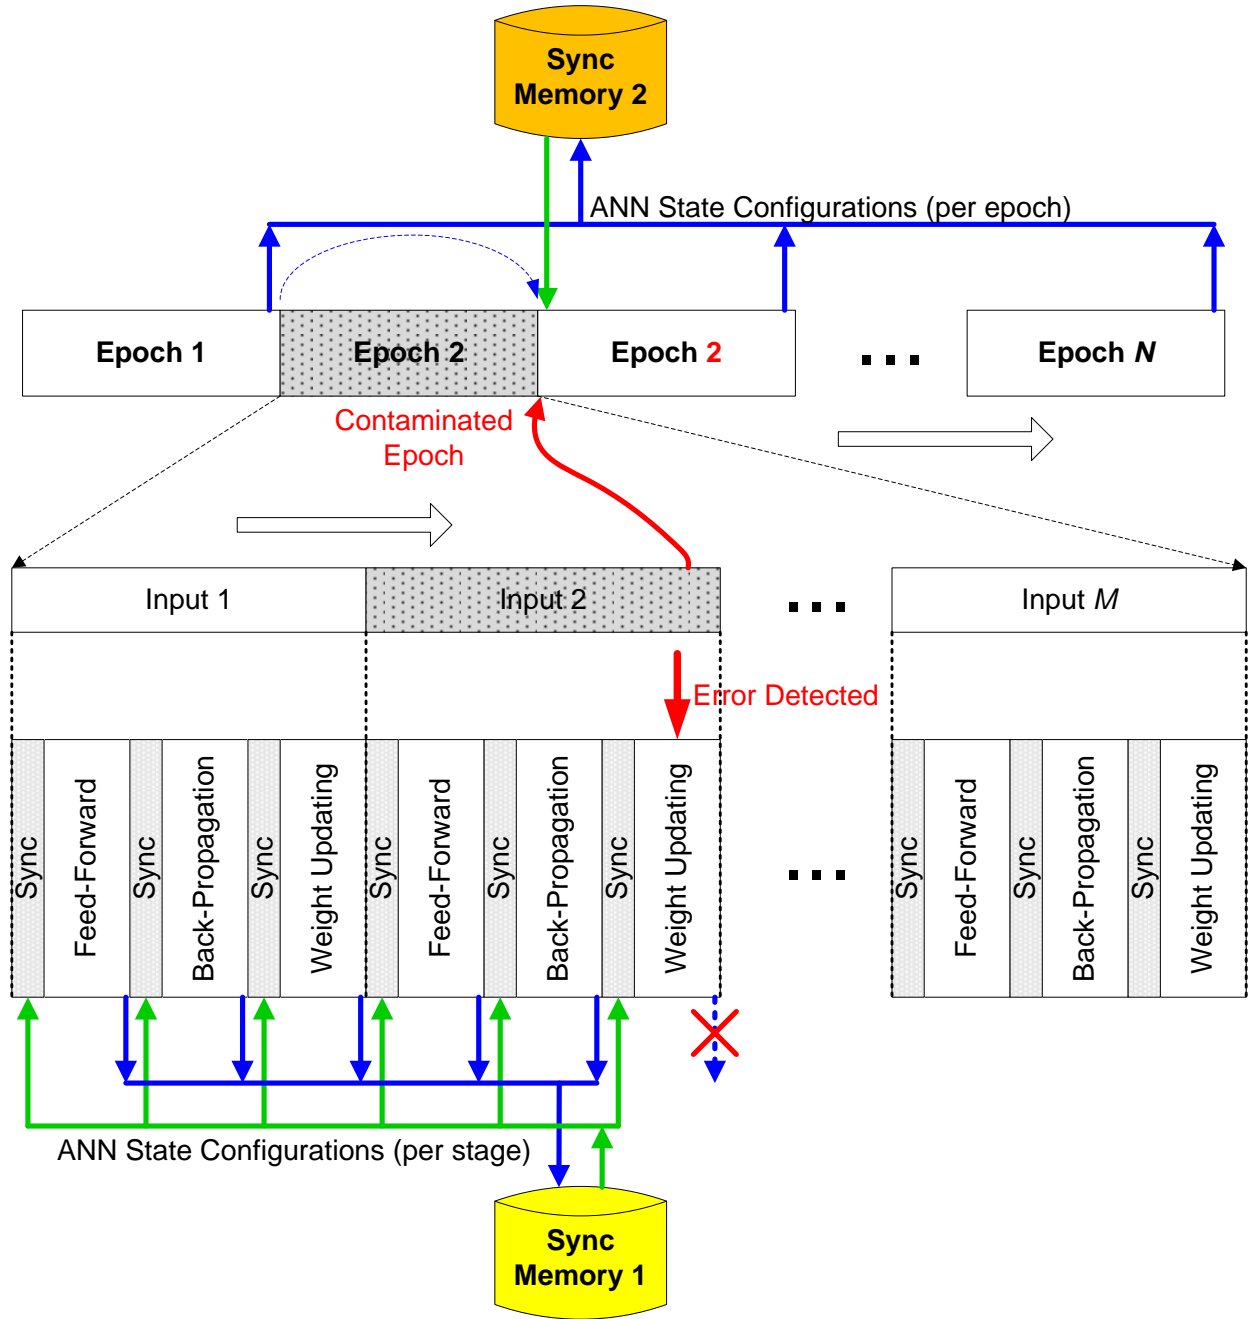 Sync
Memory 2
ANN State Configurations (per epoch)
Epoch 1
Epoch 2
Epoch 2
Epoch N
Contaminated
Epoch
Input 1
Input 2
Input M
Error Detected
Sync
Feed-Forward
Sync
Back-Propagation
Sync
Weight Updating
Sync
Feed-Forward
Sync
Back-Propagation
Sync
Weight Updating
Sync
Feed-Forward
Sync
Back-Propagation
Sync
Weight Updating
ANN State Configurations (per stage)
Sync
Memory 1